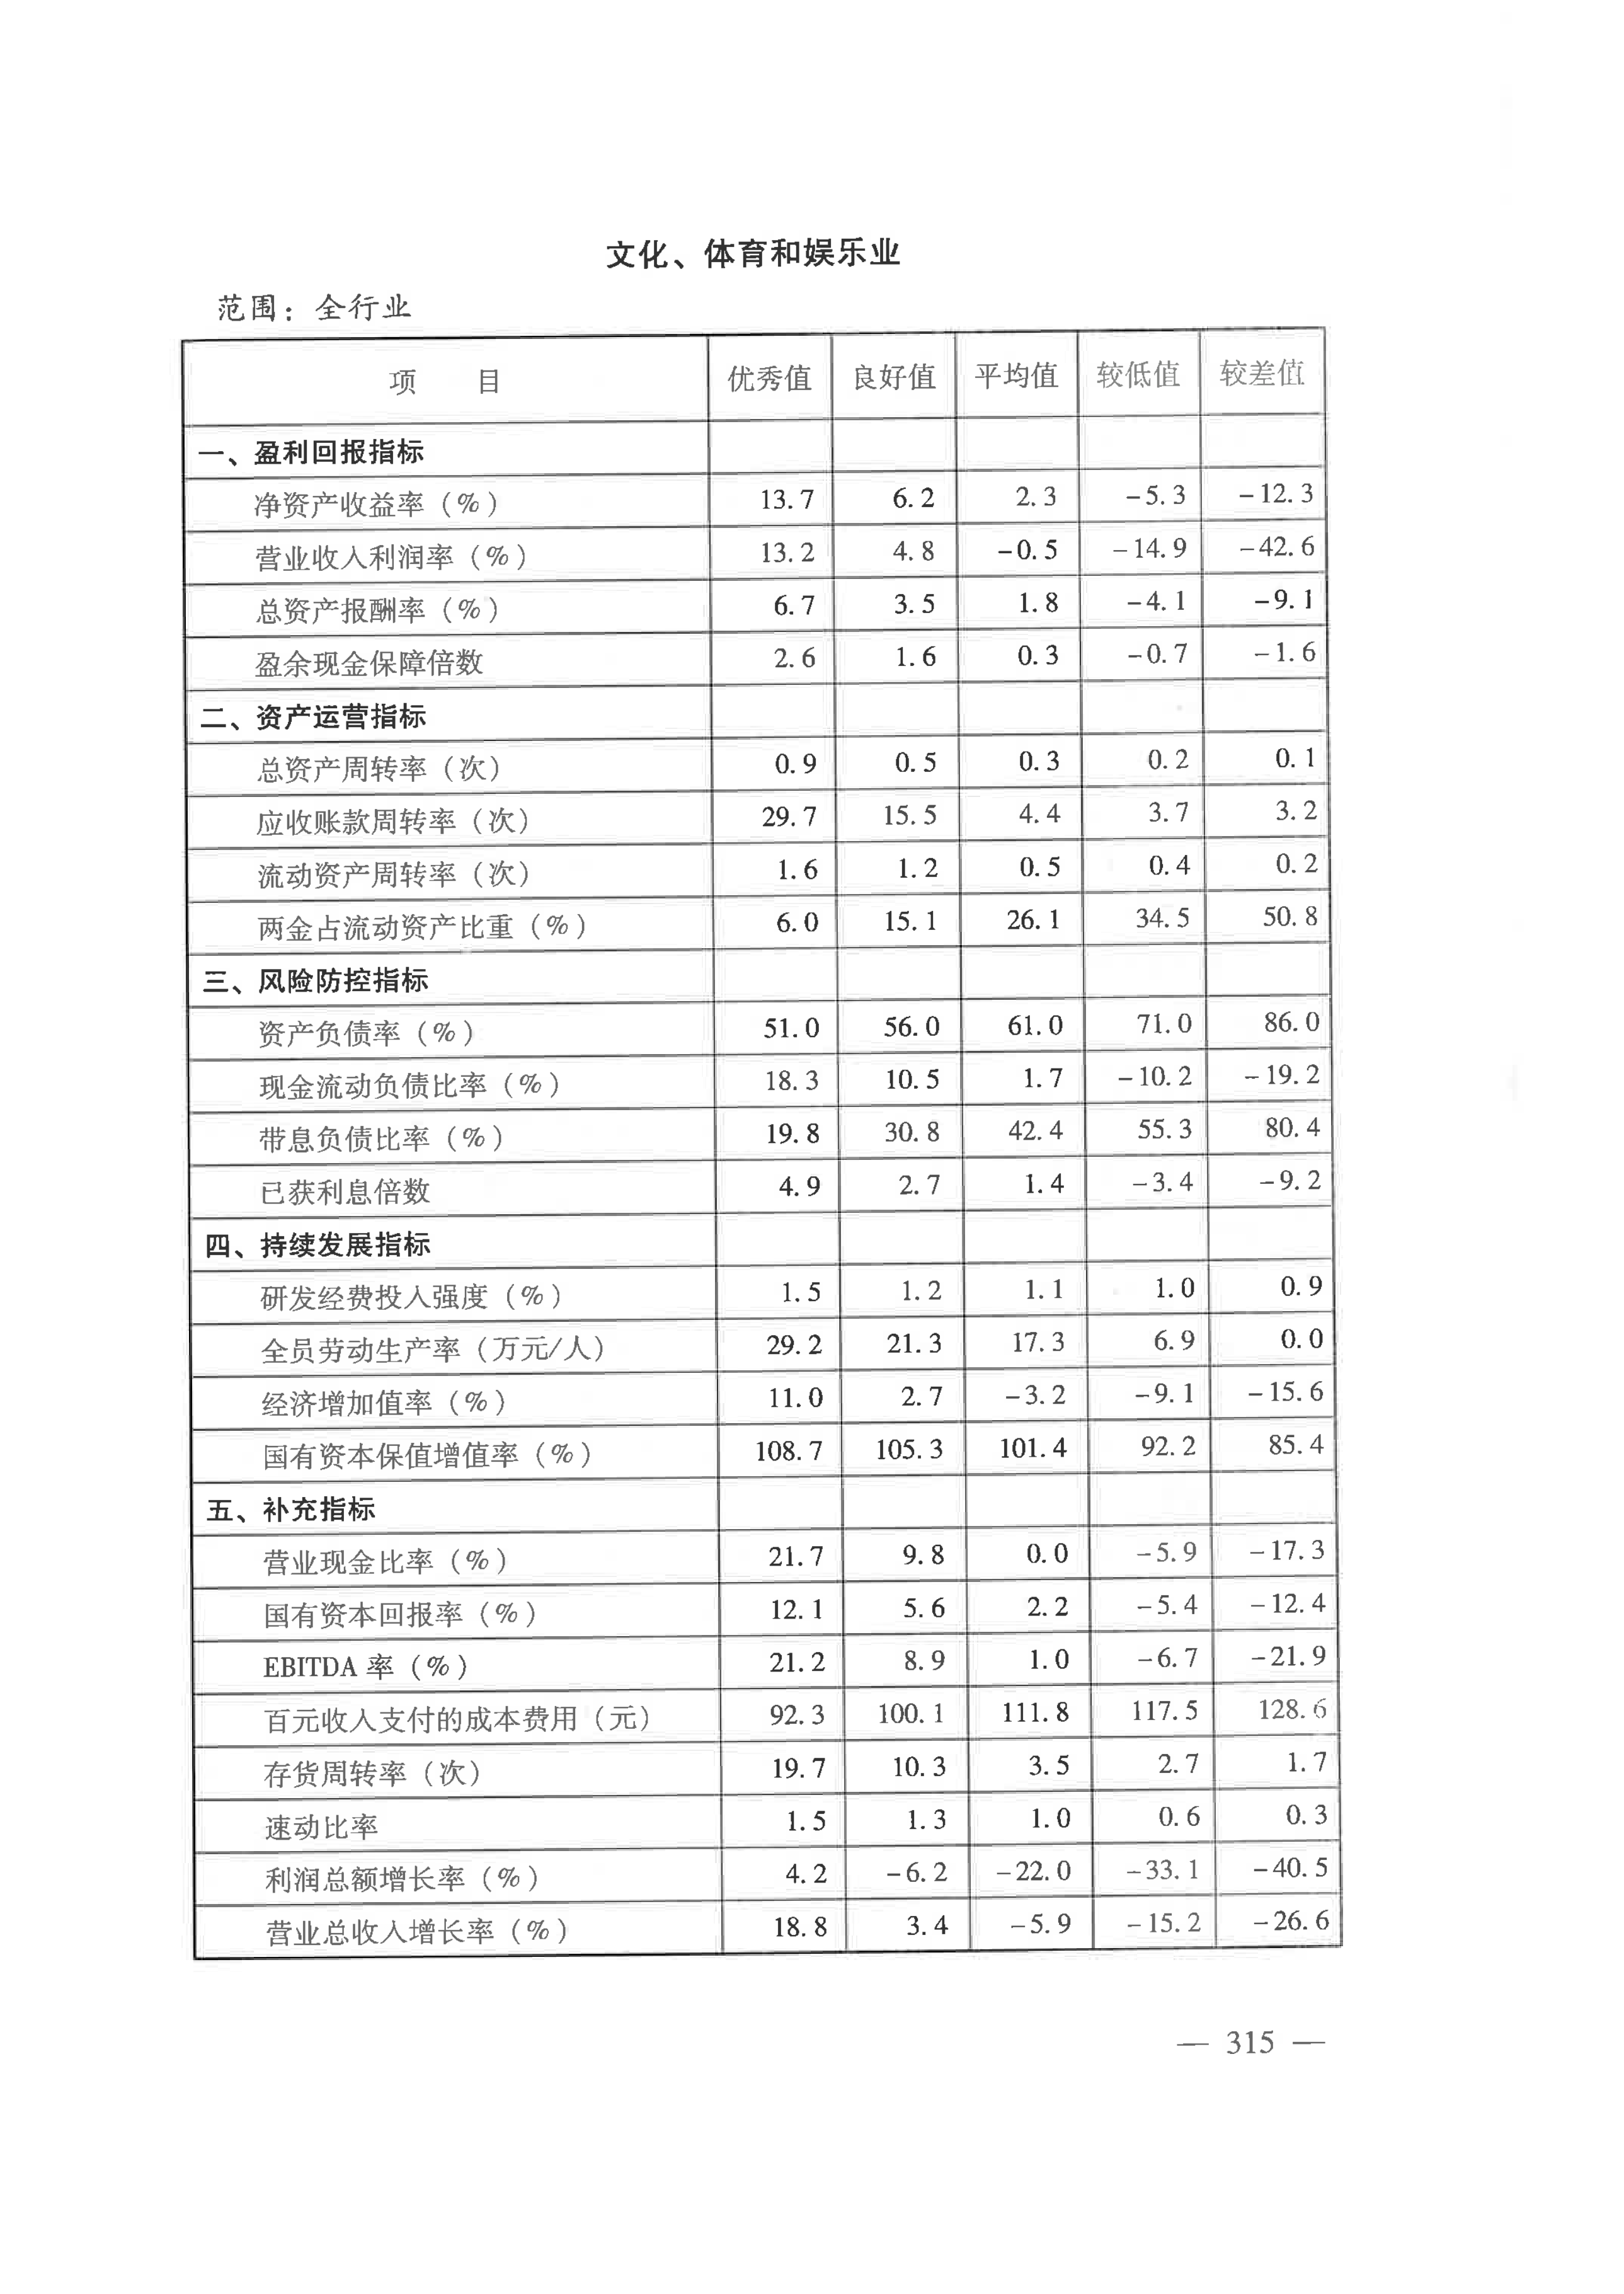 文化、体育和娱乐业
范围：全行业
项 目 优秀值 良好值 平均值 较低值 较差值
一、盈利回报指标
净资产收益率（%） 13.7 6.2 2.3 -5.3 -12.3
营业收入利润率（%） 13.2 4.8 -0.5 -14.9 -42.6
总资产报酬率（%） 6.7 3.5 1.8 -4.1 -9.1
盈余现金保障倍数 2.6 1.6 0.3 -0.7 -1.6
二、资产运营指标
总资产周转率（次） 0.9 0.5 0.3 0.2 0.1
应收账款周转率（次） 29.7 15.5 4.4 3.7 3.2
流动资产周转率（次） 1.6 1.2 0.5 0.4 0.2
两金占流动资产比重（%） 6.0 15.1 26.1 34.5 50.8
三、风险防控指标
资产负债率（%） 51.0 56.0 61.0 71.0 86.0
现金流动负债比率（%） 18.3 10.5 1.7 -10.2 -19.2
带息负债比率（%） 19.8 30.8 42.4 55.3 80.4
已获利息倍数 4.9 2.7 1.4 -3.4 -9.2
四、持续发展指标
研发经费投入强度（%） 1.5 1.2 1.1 1.0 0.9
全员劳动生产率（万元/人） 29.2 21.3 17.3 6.9 0.0
经济增加值率（%） 11.0 2.7 -3.2 -9.1 -15.6
国有资本保值增值率（%） 108.7 105.3 101.4 92.2 85.4
五、补充指标
营业现金比率（%） 21.7 9.8 0.0 -5.9 -17.3
国有资本回报率（%） 12.1 5.6 2.2 -5.4 -12.4
EBITDA 率（%） 21.2 8.9 1.0 -6.7 -21.9
百元收入支付的成本费用（元） 92.3 100.1 111.8 117.5 128.6
存货周转率（次） 19.7 10.3 3.5 2.7 1.7
速动比率 1.5 1.3 1.0 0.6 0.3
利润总额增长率（%） 4.2 -6.2 -22.0 -33.1 -40.5
营业总收入增长率（%） 18.8 3.4 -5.9 -15.2 -26.6
— 315 —